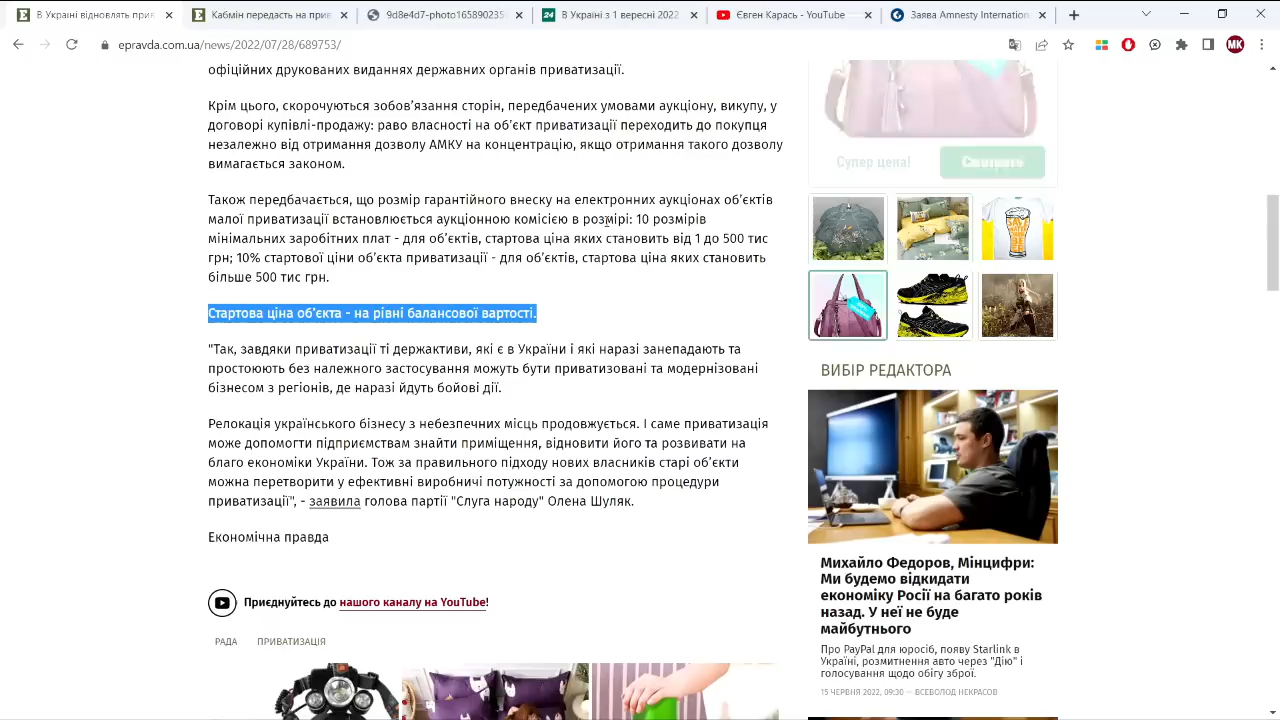 В Україні відновлять прив
Кабмін передасть на прив
9d8e4d7-photo165890235
В Україні з 1 вересня 2022
Євген Карась - YouTube
Заява Amnesty Internation
epravda.com.ua/news/2022/07/28/689753/
MK
офіційних друкованих виданнях державних органів приватизації.
Крім цього, скорочуються зобов’язання сторін, передбачених умовами аукціону, викупу, у
договорі купівлі-продажу: раво власності на об’єкт приватизації переходить до покупця
незалежно від отримання дозволу АМКУ на концентрацію, якщо отримання такого дозволу
вимагається законом.
Також передбачається, що розмір гарантійного внеску на електронних аукціонах об’єктів
малої приватизації встановлюється аукціонною комісією в розмірі: 10 розмірів
мінімальних заробітних плат - для об’єктів, стартова ціна яких становить від 1 до 500 тис
грн; 10% стартової ціни об’єкта приватизації - для об’єктів, стартова ціна яких становить
більше 500 тис грн.
Стартова ціна об’єкта - на рівні балансової вартості.
"Так, завдяки приватизації ті держактиви, які є в України і які наразі занепадають та
простоюють без належного застосування можуть бути приватизовані та модернізовані
бізнесом з регіонів, де наразі йдуть бойові дії.
Релокація українського бізнесу з небезпечних місць продовжується. І саме приватизація
може допомогти підприємствам знайти приміщення, відновити його та розвивати на
благо економіки України. Тож за правильного підходу нових власників старі об’єкти
можна перетворити у ефективні виробничі потужності за допомогою процедури
приватизації", - заявила голова партії "Слуга народу" Олена Шуляк.
Економічна правда
Приєднуйтесь до нашого каналу на YouTube!
РАДА ПРИВАТИЗАЦІЯ
Супер цена!
ВИБІР РЕДАКТОРА
Михайло Федоров, Мінцифри:
Ми будемо відкидати
економіку Росії на багато років
назад. У неї не буде
майбутнього
Про PayPal для юросіб, появу Starlink в
Україні, розмитнення авто через "Дію" і
голосування щодо обігу зброї.
15 ЧЕРВНЯ 2022, 09:30 — ВСЕВОЛОД НЕКРАСОВ